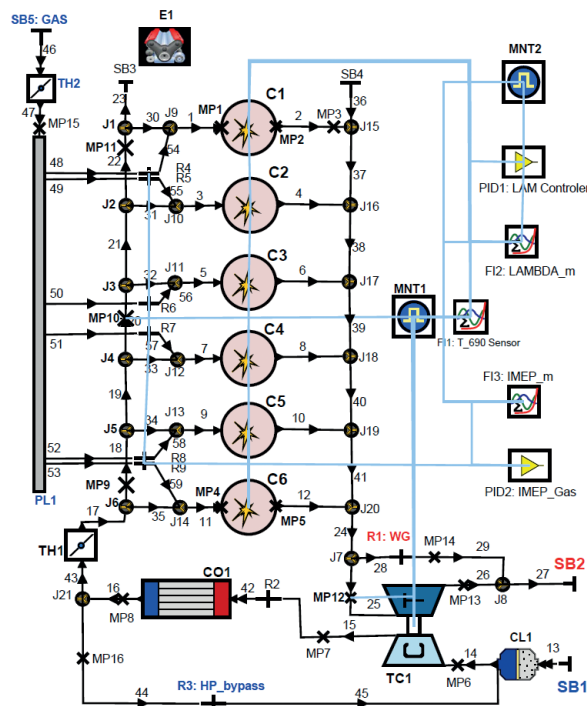 SB5: GAS
E1
46
SB3
SB4
MNT2
TH2
47
MP15
23
J1
30
J9
1
MP1
C1
MP2
2
MP3
36
J15
MP11
54
22
48
R4
49
R5
37
PID1: LAM Controler
55
C2
J2
31
J10
3
4
J16
21
38
FI2: LAMBDA_m
C3
J3
32
J11
5
56
6
J17
MNT1
50
R6
MP10
20
39
FI1: T_690 Sensor
51
R7
57
C4
J4
33
J12
7
8
J18
19
40
FI3: IMEP_m
C5
J5
34
J13
9
10
J19
58
52
18
R8
53
R9
41
PL1
MP9
59
C6
PID2: IMEP_Gas
J6
35
J14
11
MP4
MP5
12
J20
17
24
R1: WG
TH1
J7
28
MP14
29
SB2
43
CO1
MP12
25
T
MP13
26
J8
27
J21
16
MP8
42
R2
15
MP7
C
TC1
14
MP6
CL1
13
SB1
MP16
R3: HP_bypass
44
45